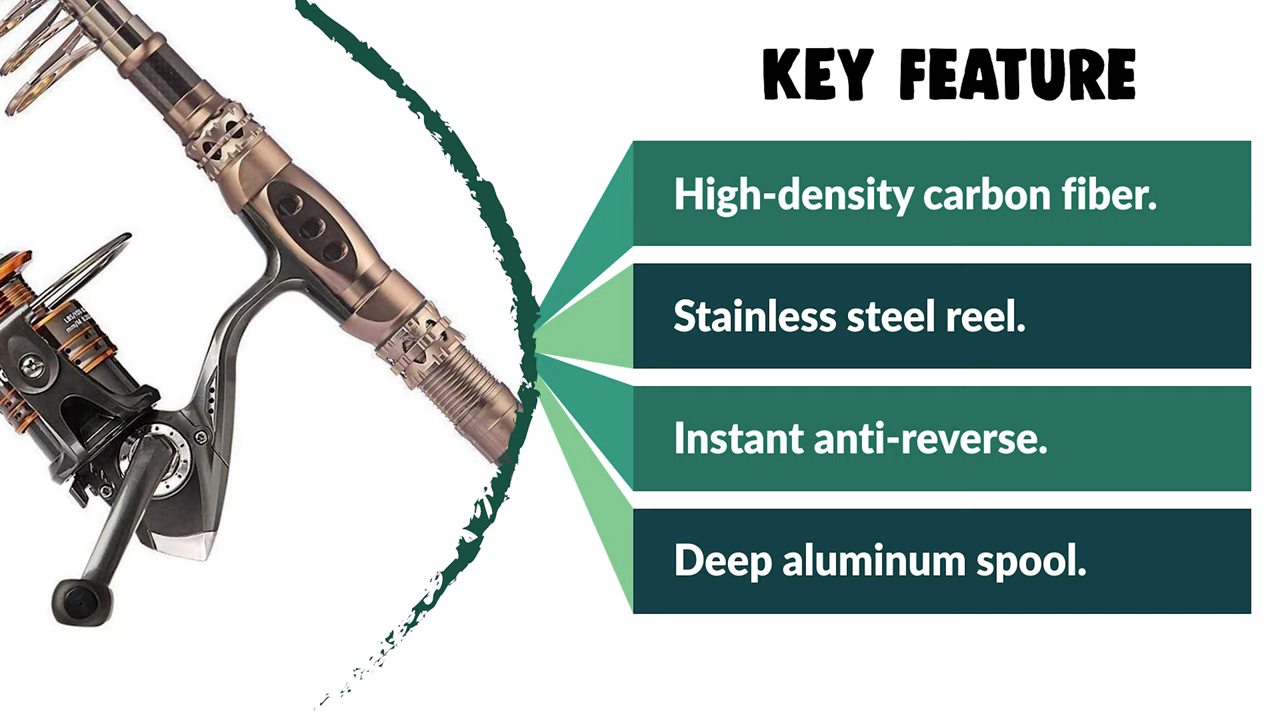 KEY FEATURE
High-density carbon fiber.
Stainless steel reel.
Instant anti-reverse.
Deep aluminum spool.